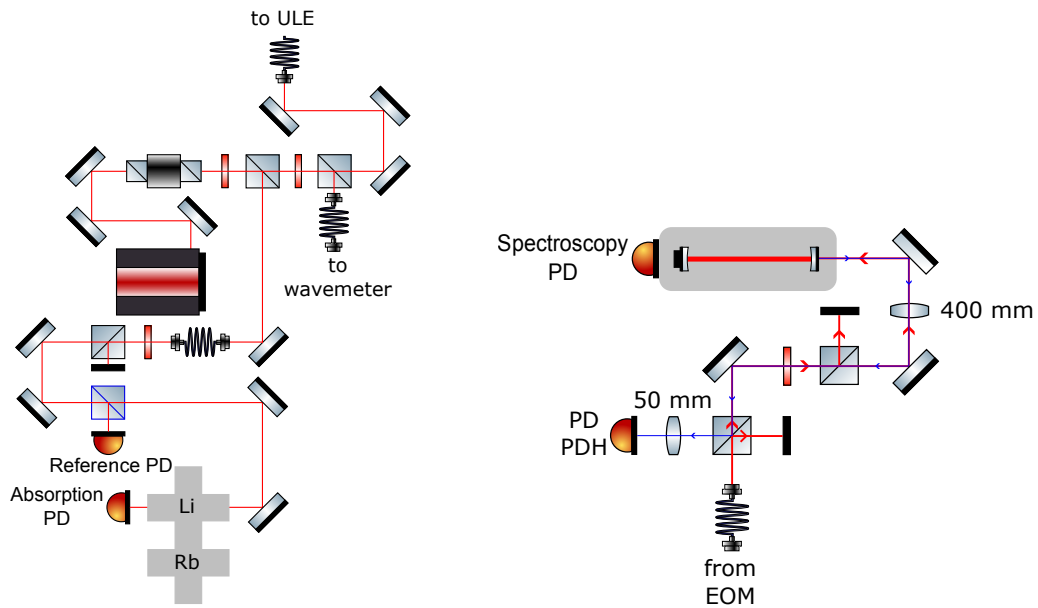 to ULE
to
wavemeter
Reference PD
Absorption
PD
Li
Rb
Spectroscopy
PD
400 mm
50 mm
PD
PDH
from
EOM